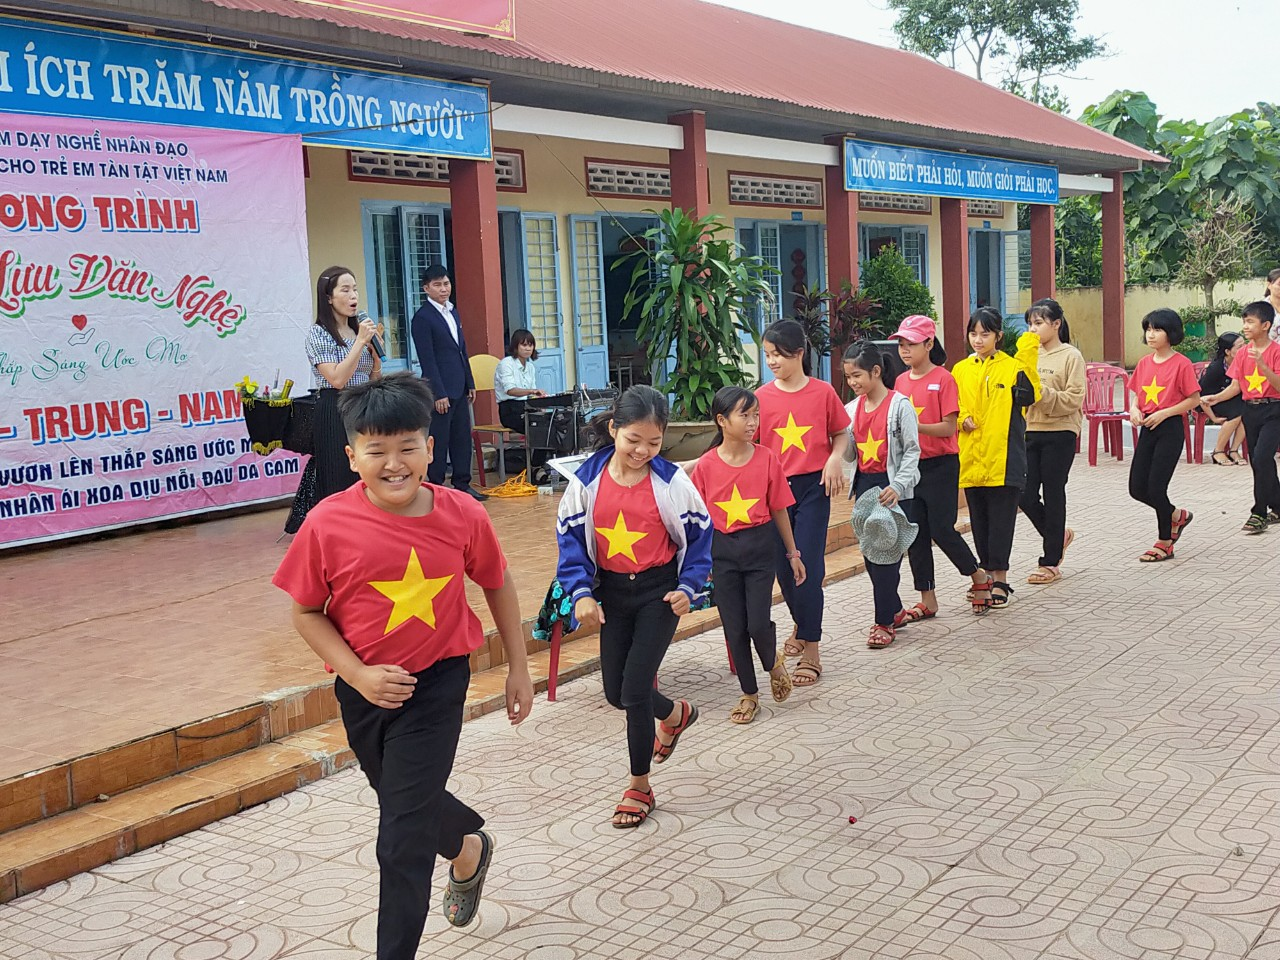 ÍCH TRĂM NĂM TRỒNG NGƯỜI"
DẠY NGHỀ NHÂN ĐẠO
CHO TRẺ EM TÀN TẬT VIỆT NAM
ƠNG TRÌNH
Lưu Văn Nghệ
hắp Sáng Ước Mơ
- TRUNG - NAM
VƯƠN LÊN THẮP SÁNG ƯỚC M
NHÂN ÁI XOA DỊU NỖI ĐAU DA CAM
MUỐN BIẾT PHẢI HỎI, MUỐN GIỎI PHẢI HỌC.